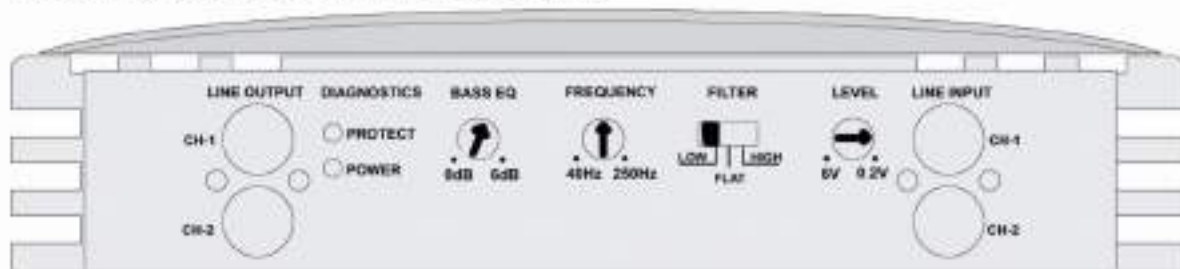 LINE OUTPUT DIAGNOSTICS BASS EQ FREQUENCY FILTER LEVEL LINE INPUT
CH-1 PROTECT CH-1
POWER LOW HIGH
0dB 6dB 40Hz 250Hz FLAT 6V 0.2V
CH-2 CH-2